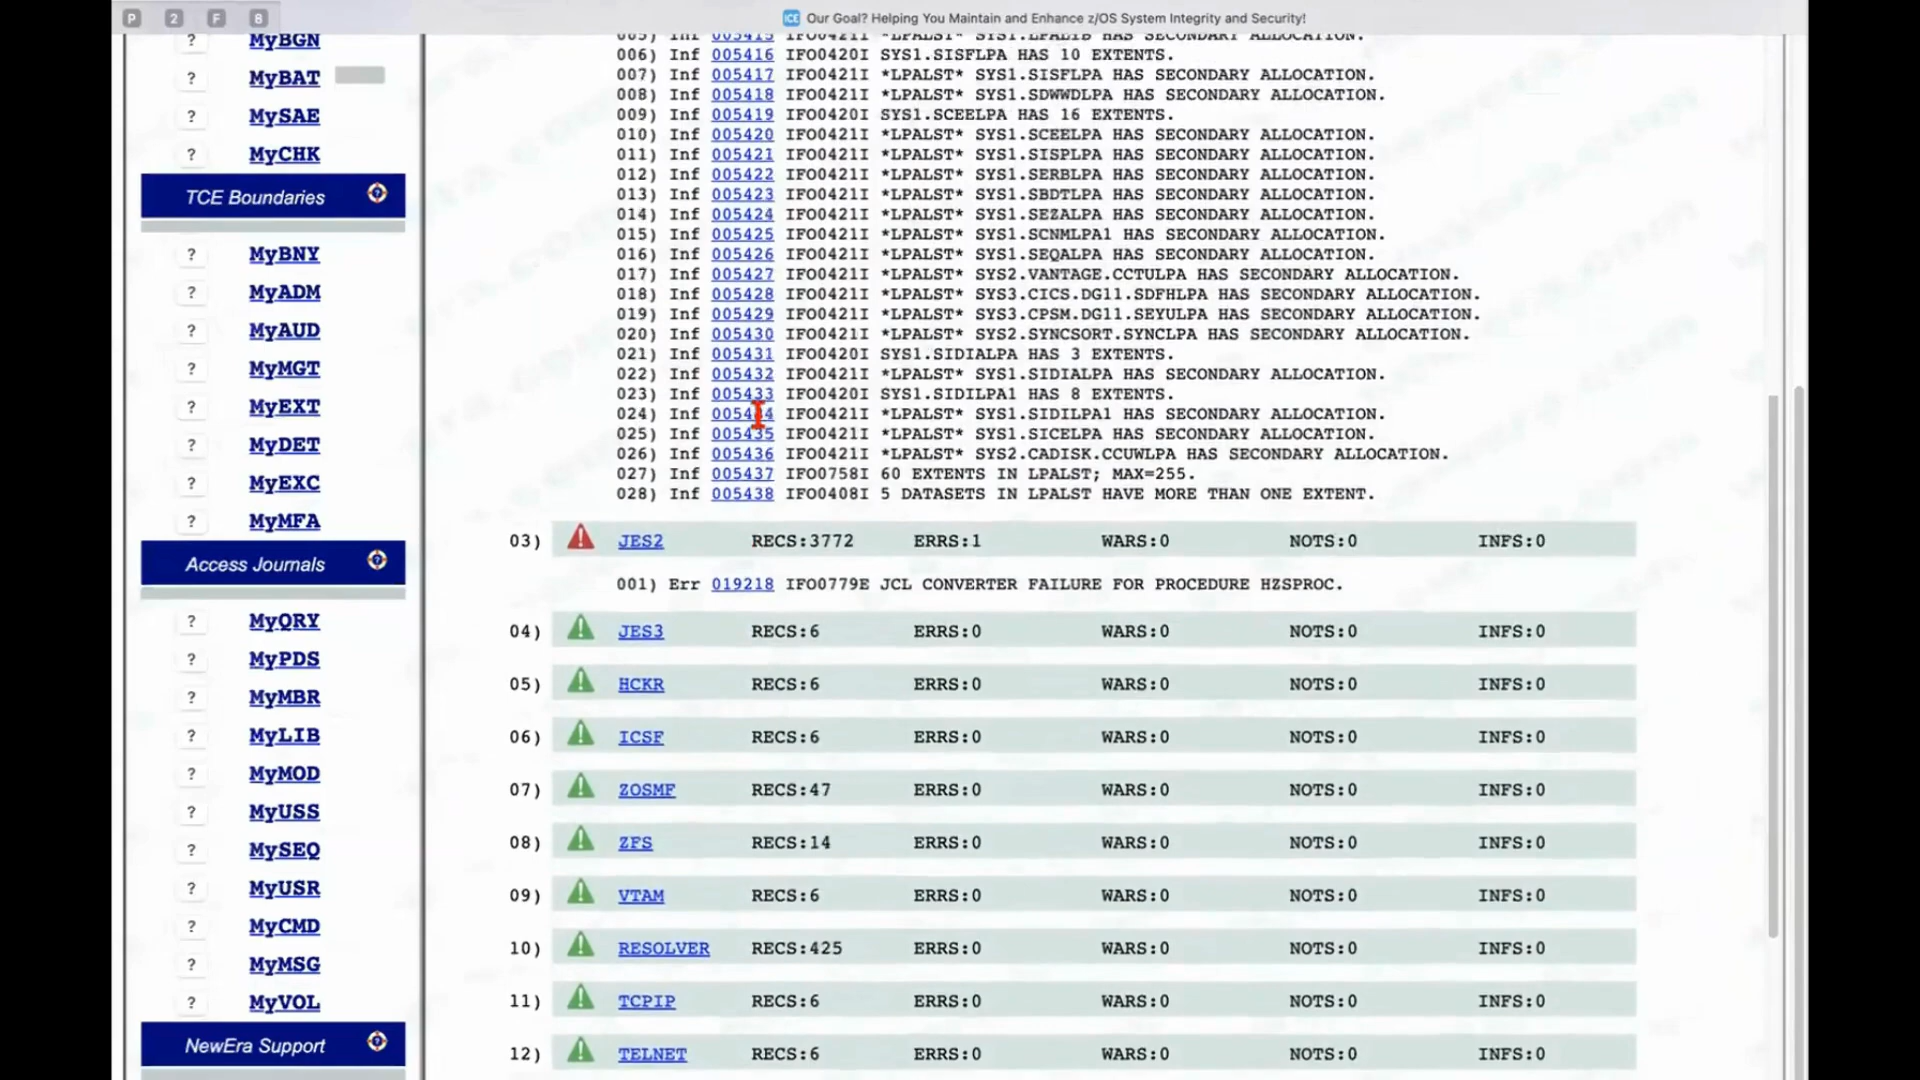 P 2 F 8
ICE Our Goal? Helping You Maintain and Enhance z/OS System Integrity and Security!
? MyBGN
? MyBAT
? MySAE
? MyCHK
TCE Boundaries
? MyBNY
? MyADM
? MyAUD
? MyMGT
? MyEXT
? MyDET
? MyEXC
? MyMFA
Access Journals
? MyQRY
? MyPDS
? MyMBR
? MyLIB
? MyMOD
? MyUSS
? MySEQ
? MyUSR
? MyCMD
? MyMSG
? MyVOL
NewEra Support
005) Inf 005415 IFO0421I *LPALST* SYS1.LPALIB HAS SECONDARY ALLOCATION.
006) Inf 005416 IFO0420I SYS1.SISFLPA HAS 10 EXTENTS.
007) Inf 005417 IFO0421I *LPALST* SYS1.SISFLPA HAS SECONDARY ALLOCATION.
008) Inf 005418 IFO0421I *LPALST* SYS1.SDWWDLPA HAS SECONDARY ALLOCATION.
009) Inf 005419 IFO0420I SYS1.SCEELPA HAS 16 EXTENTS.
010) Inf 005420 IFO0421I *LPALST* SYS1.SCEELPA HAS SECONDARY ALLOCATION.
011) Inf 005421 IFO0421I *LPALST* SYS1.SISPLPA HAS SECONDARY ALLOCATION.
012) Inf 005422 IFO0421I *LPALST* SYS1.SERBLPA HAS SECONDARY ALLOCATION.
013) Inf 005423 IFO0421I *LPALST* SYS1.SBDTLPA HAS SECONDARY ALLOCATION.
014) Inf 005424 IFO0421I *LPALST* SYS1.SEZALPA HAS SECONDARY ALLOCATION.
015) Inf 005425 IFO0421I *LPALST* SYS1.SCNMLPA1 HAS SECONDARY ALLOCATION.
016) Inf 005426 IFO0421I *LPALST* SYS1.SEQALPA HAS SECONDARY ALLOCATION.
017) Inf 005427 IFO0421I *LPALST* SYS2.VANTAGE.CCTULPA HAS SECONDARY ALLOCATION.
018) Inf 005428 IFO0421I *LPALST* SYS3.CICS.DG11.SDFHLPA HAS SECONDARY ALLOCATION.
019) Inf 005429 IFO0421I *LPALST* SYS3.CPSM.DG11.SEYULPA HAS SECONDARY ALLOCATION.
020) Inf 005430 IFO0421I *LPALST* SYS2.SYNCSORT.SYNCLPA HAS SECONDARY ALLOCATION.
021) Inf 005431 IFO0420I SYS1.SIDIALPA HAS 3 EXTENTS.
022) Inf 005432 IFO0421I *LPALST* SYS1.SIDIALPA HAS SECONDARY ALLOCATION.
023) Inf 005433 IFO0420I SYS1.SIDILPA1 HAS 8 EXTENTS.
024) Inf 005434 IFO0421I *LPALST* SYS1.SIDILPA1 HAS SECONDARY ALLOCATION.
025) Inf 005435 IFO0421I *LPALST* SYS1.SICELPA HAS SECONDARY ALLOCATION.
026) Inf 005436 IFO0421I *LPALST* SYS2.CADISK.CCUWLPA HAS SECONDARY ALLOCATION.
027) Inf 005437 IFO0758I 60 EXTENTS IN LPALST; MAX=255.
028) Inf 005438 IFO0408I 5 DATASETS IN LPALST HAVE MORE THAN ONE EXTENT.
03) JES2 RECS:3772 ERRS:1 WARS:0 NOTS:0 INFS:0
001) Err 019218 IFO0779E JCL CONVERTER FAILURE FOR PROCEDURE HZSPROC.
04) JES3 RECS:6 ERRS:0 WARS:0 NOTS:0 INFS:0
05) HCKR RECS:6 ERRS:0 WARS:0 NOTS:0 INFS:0
06) ICSF RECS:6 ERRS:0 WARS:0 NOTS:0 INFS:0
07) ZOSMF RECS:47 ERRS:0 WARS:0 NOTS:0 INFS:0
08) ZFS RECS:14 ERRS:0 WARS:0 NOTS:0 INFS:0
09) VTAM RECS:6 ERRS:0 WARS:0 NOTS:0 INFS:0
10) RESOLVER RECS:425 ERRS:0 WARS:0 NOTS:0 INFS:0
11) TCPIP RECS:6 ERRS:0 WARS:0 NOTS:0 INFS:0
12) TELNET RECS:6 ERRS:0 WARS:0 NOTS:0 INFS:0